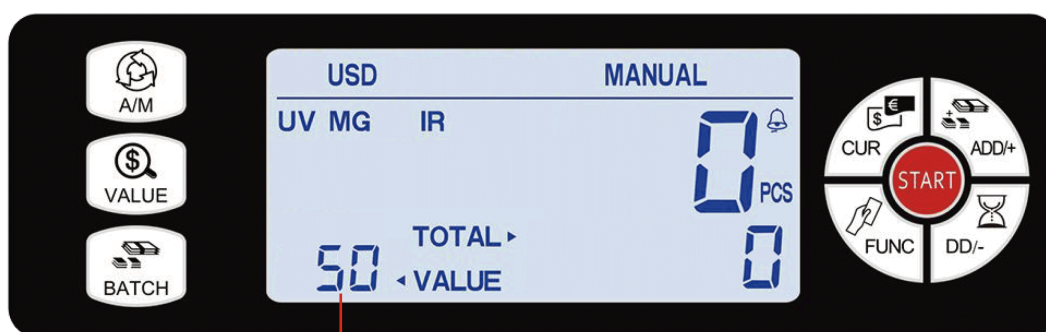 A/M
VALUE
BATCH
USD MANUAL
UV MG IR
0 PCS
TOTAL 0
50 VALUE
$ €
CUR
ADD/+
START
FUNC
DD/-